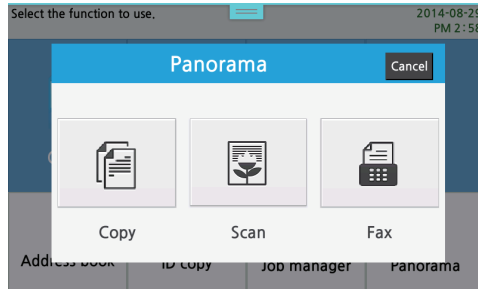 Select the function to use.
2014-08-29
PM 2:58
Panorama
Cancel
Copy
Scan
Fax
Address book
ID copy
Job manager
Panorama